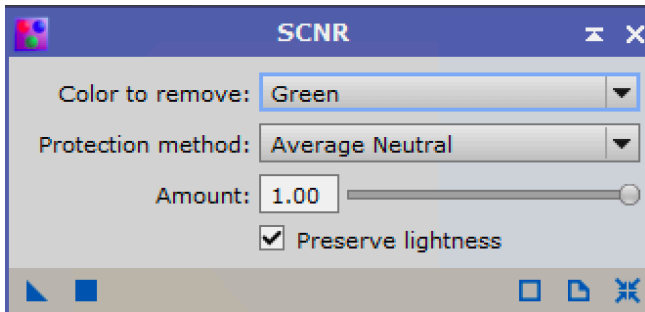 SCNR
Color to remove: Green
Protection method: Average Neutral
Amount: 1.00
Preserve lightness